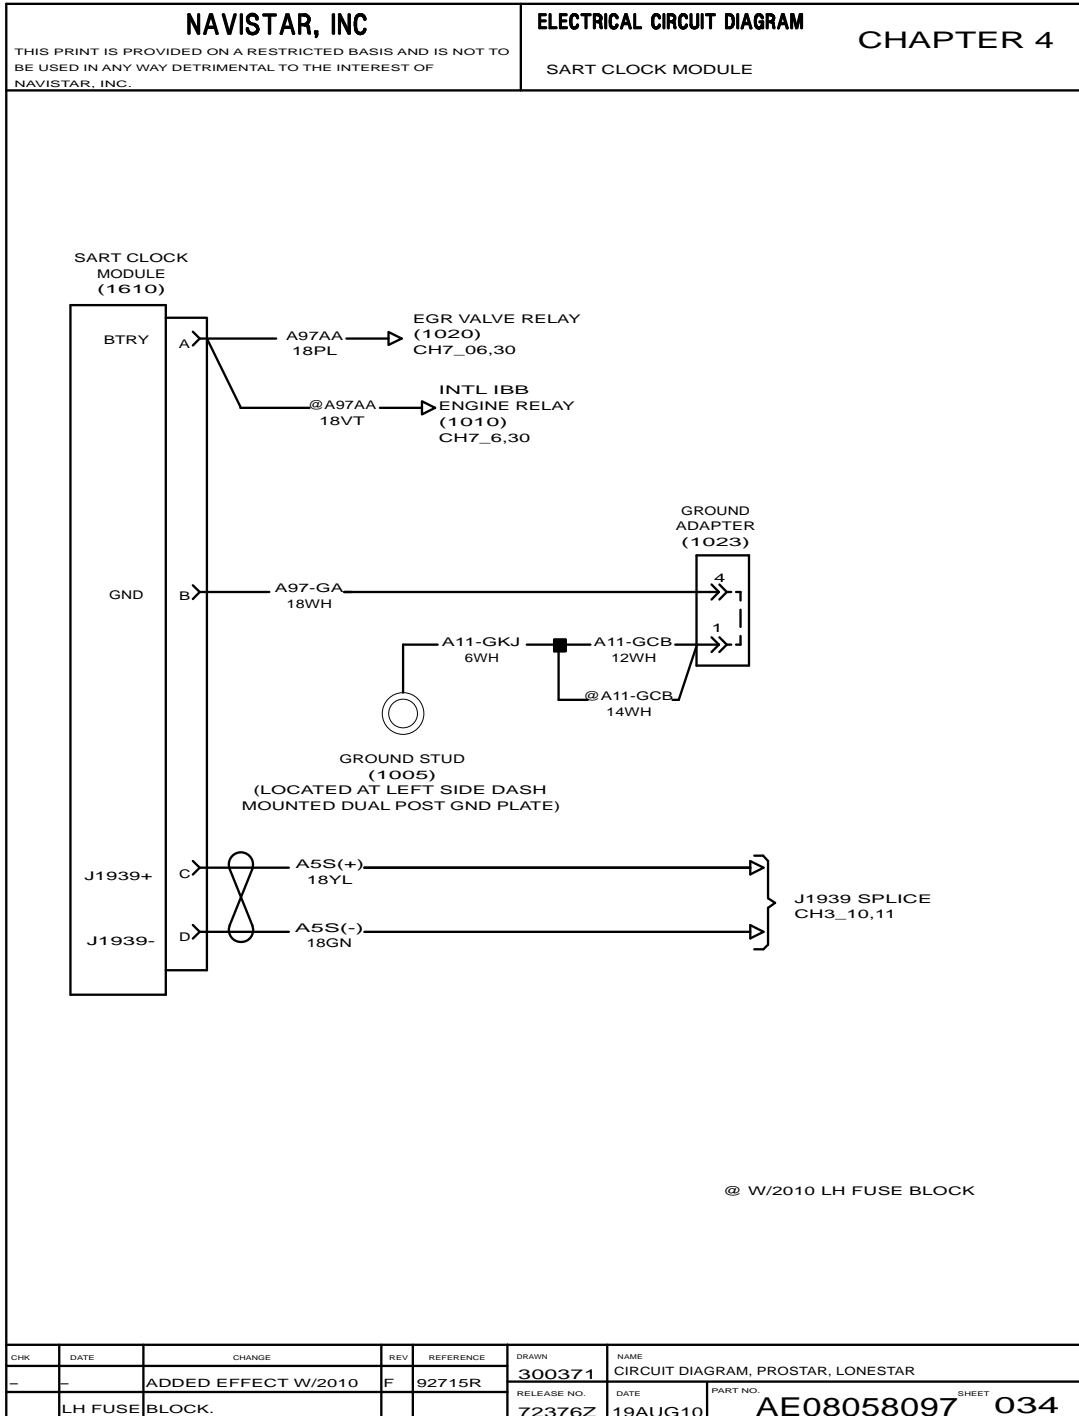 NAVISTAR, INC
THIS PRINT IS PROVIDED ON A RESTRICTED BASIS AND IS NOT TO
BE USED IN ANY WAY DETRIMENTAL TO THE INTEREST OF
NAVISTAR, INC.
ELECTRICAL CIRCUIT DIAGRAM
CHAPTER 4
SART CLOCK MODULE
SART CLOCK
MODULE
(1610)
BTRY
A
A97AA
18PL
EGR VALVE RELAY
(1020)
CH7_06,30
@A97AA
18VT
INTL IBB
ENGINE RELAY
(1010)
CH7_6,30
GROUND
ADAPTER
(1023)
GND
B
A97-GA
18WH
4
1
A11-GKJ
6WH
A11-GCB
12WH
@A11-GCB
14WH
GROUND STUD
(1005)
(LOCATED AT LEFT SIDE DASH
MOUNTED DUAL POST GND PLATE)
J1939+
C
A5S(+)
18YL
J1939-
D
A5S(-)
18GN
J1939 SPLICE
CH3_10,11
@ W/2010 LH FUSE BLOCK
CHK DATE CHANGE REV REFERENCE
– – ADDED EFFECT W/2010 F 92715R
LH FUSE BLOCK.
DRAWN
300371
NAME
CIRCUIT DIAGRAM, PROSTAR, LONESTAR
RELEASE NO.
72376Z
DATE
19AUG10
PART NO.
AE08058097
SHEET
034